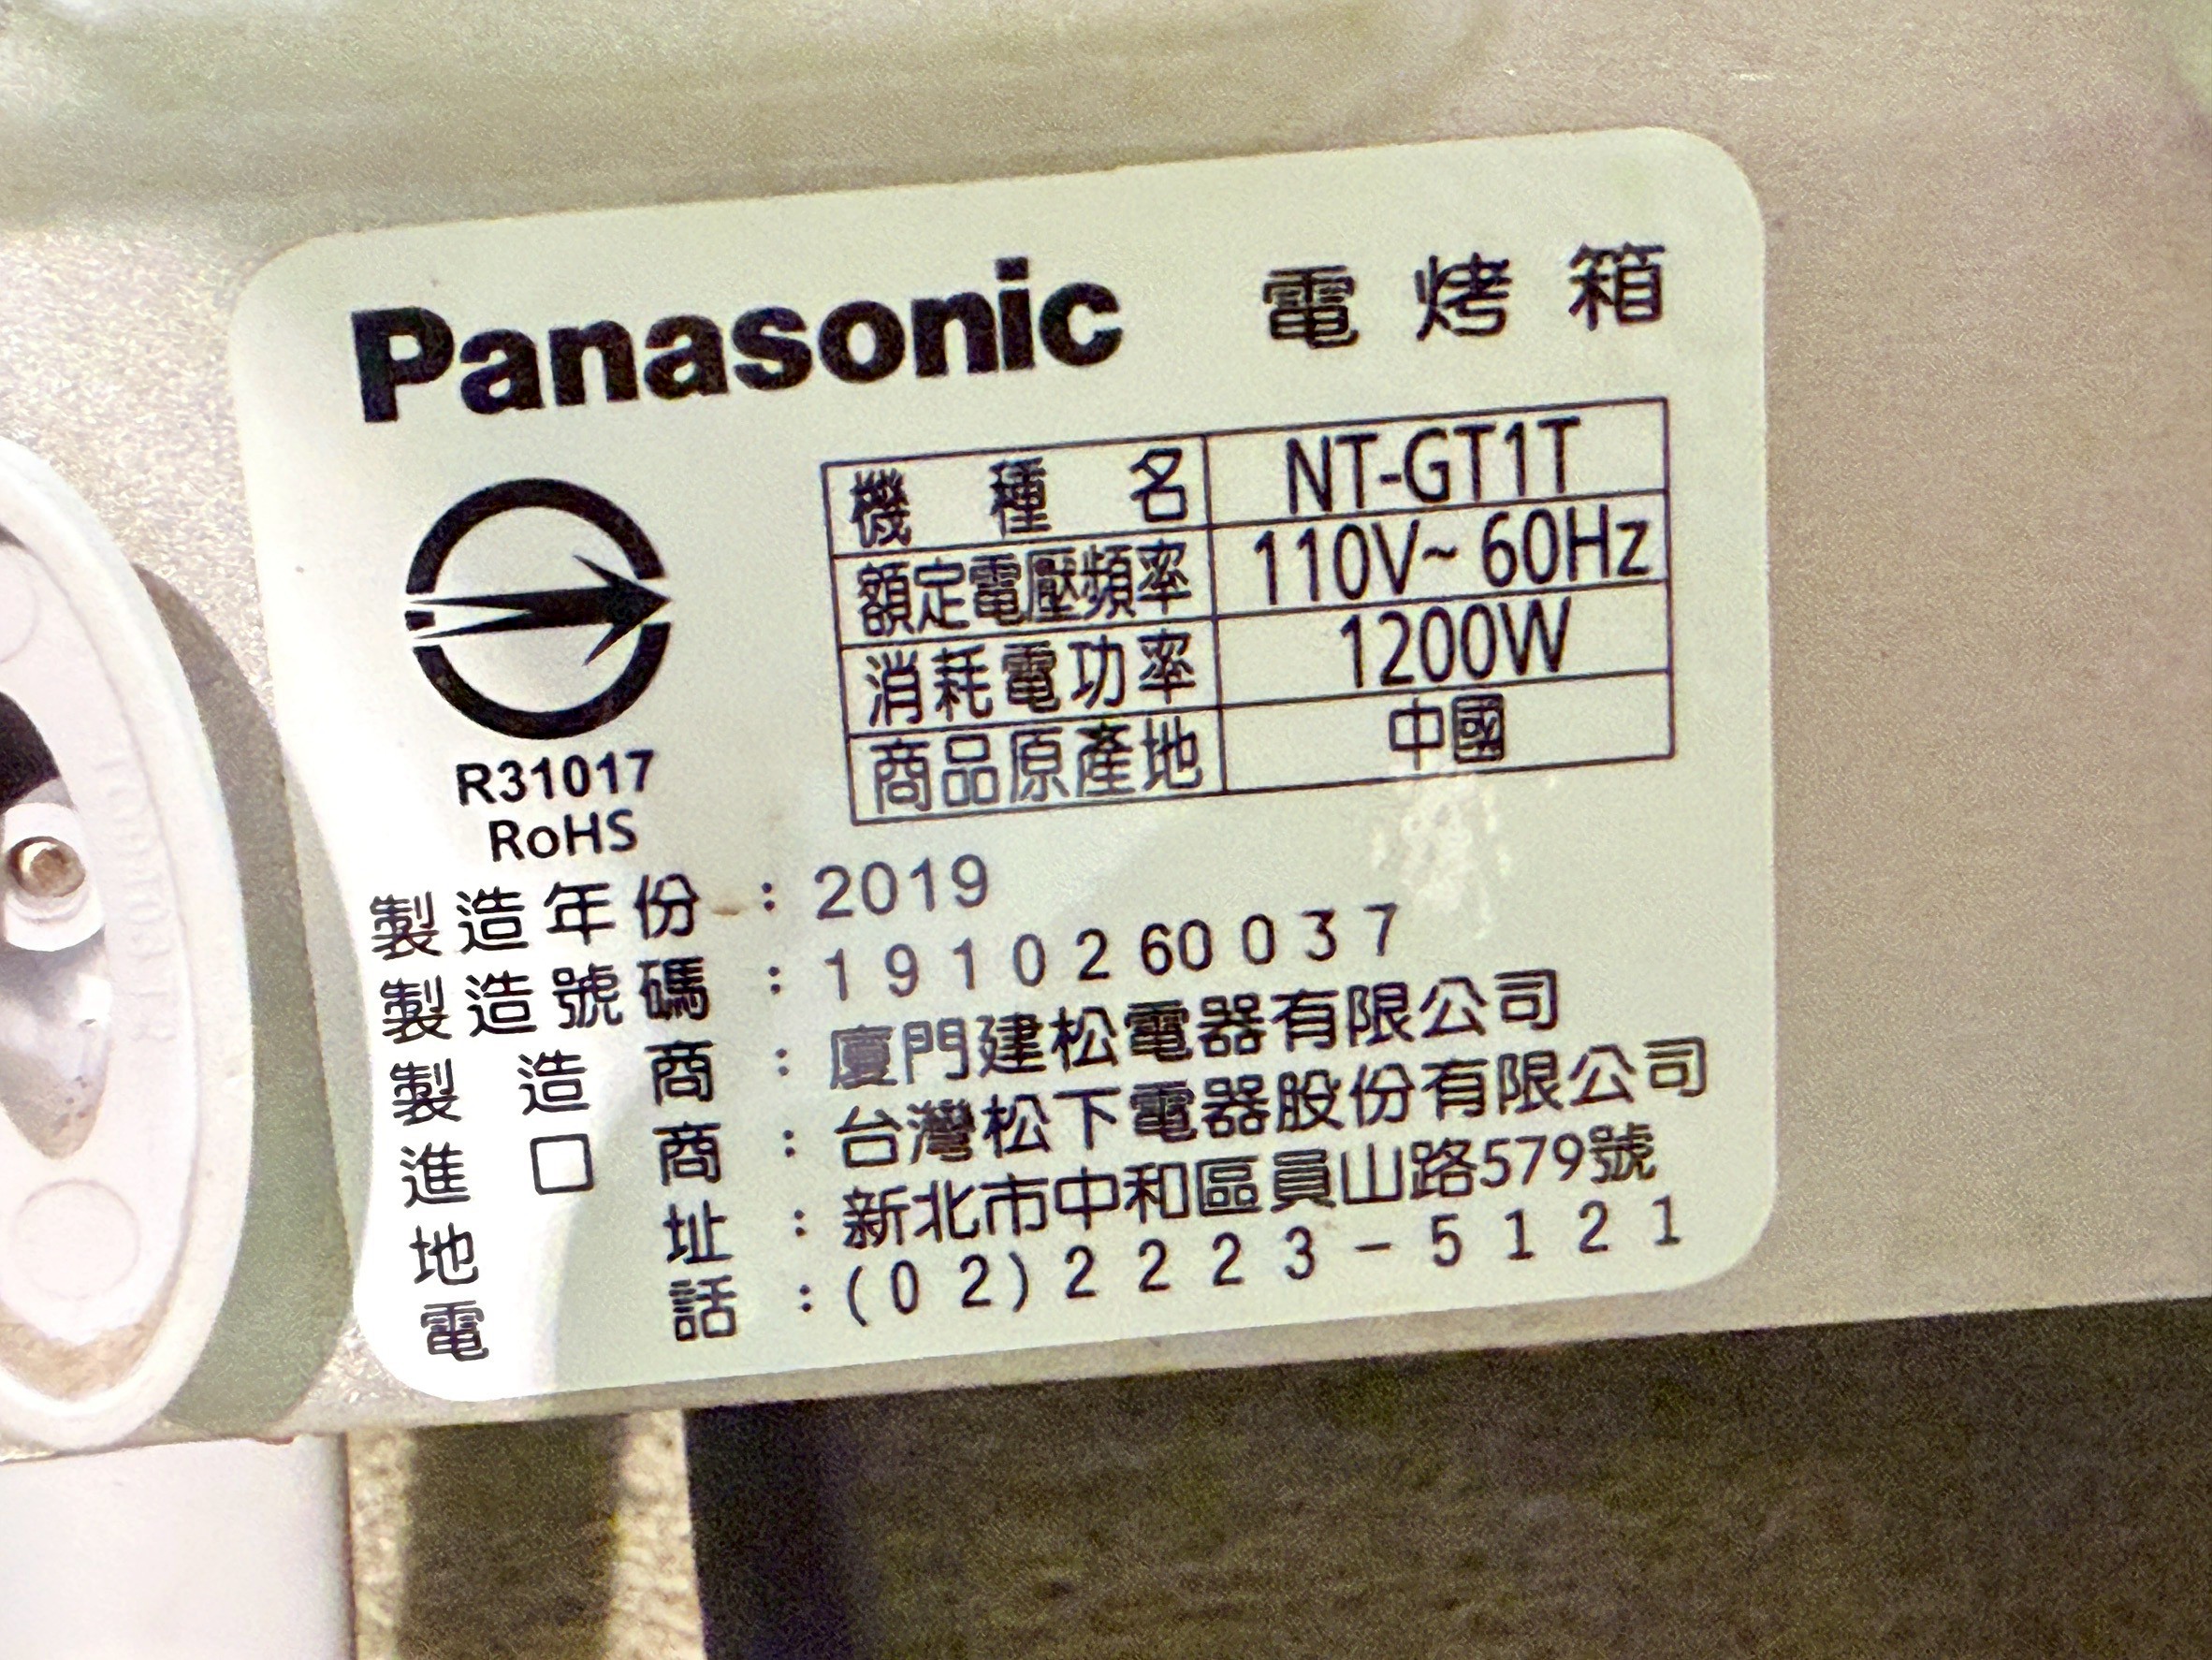 Panasonic 電烤箱
機種名 NT-GT1T
額定電壓頻率 110V~60Hz
消耗電功率 1200W
商品原產地 中國
R31017
RoHS
製造年份：2019
製造號碼：1910260037
製造商：廈門建松電器有限公司
進口商：台灣松下電器股份有限公司
地址：新北市中和區員山路579號
電話：(02)2223-5121